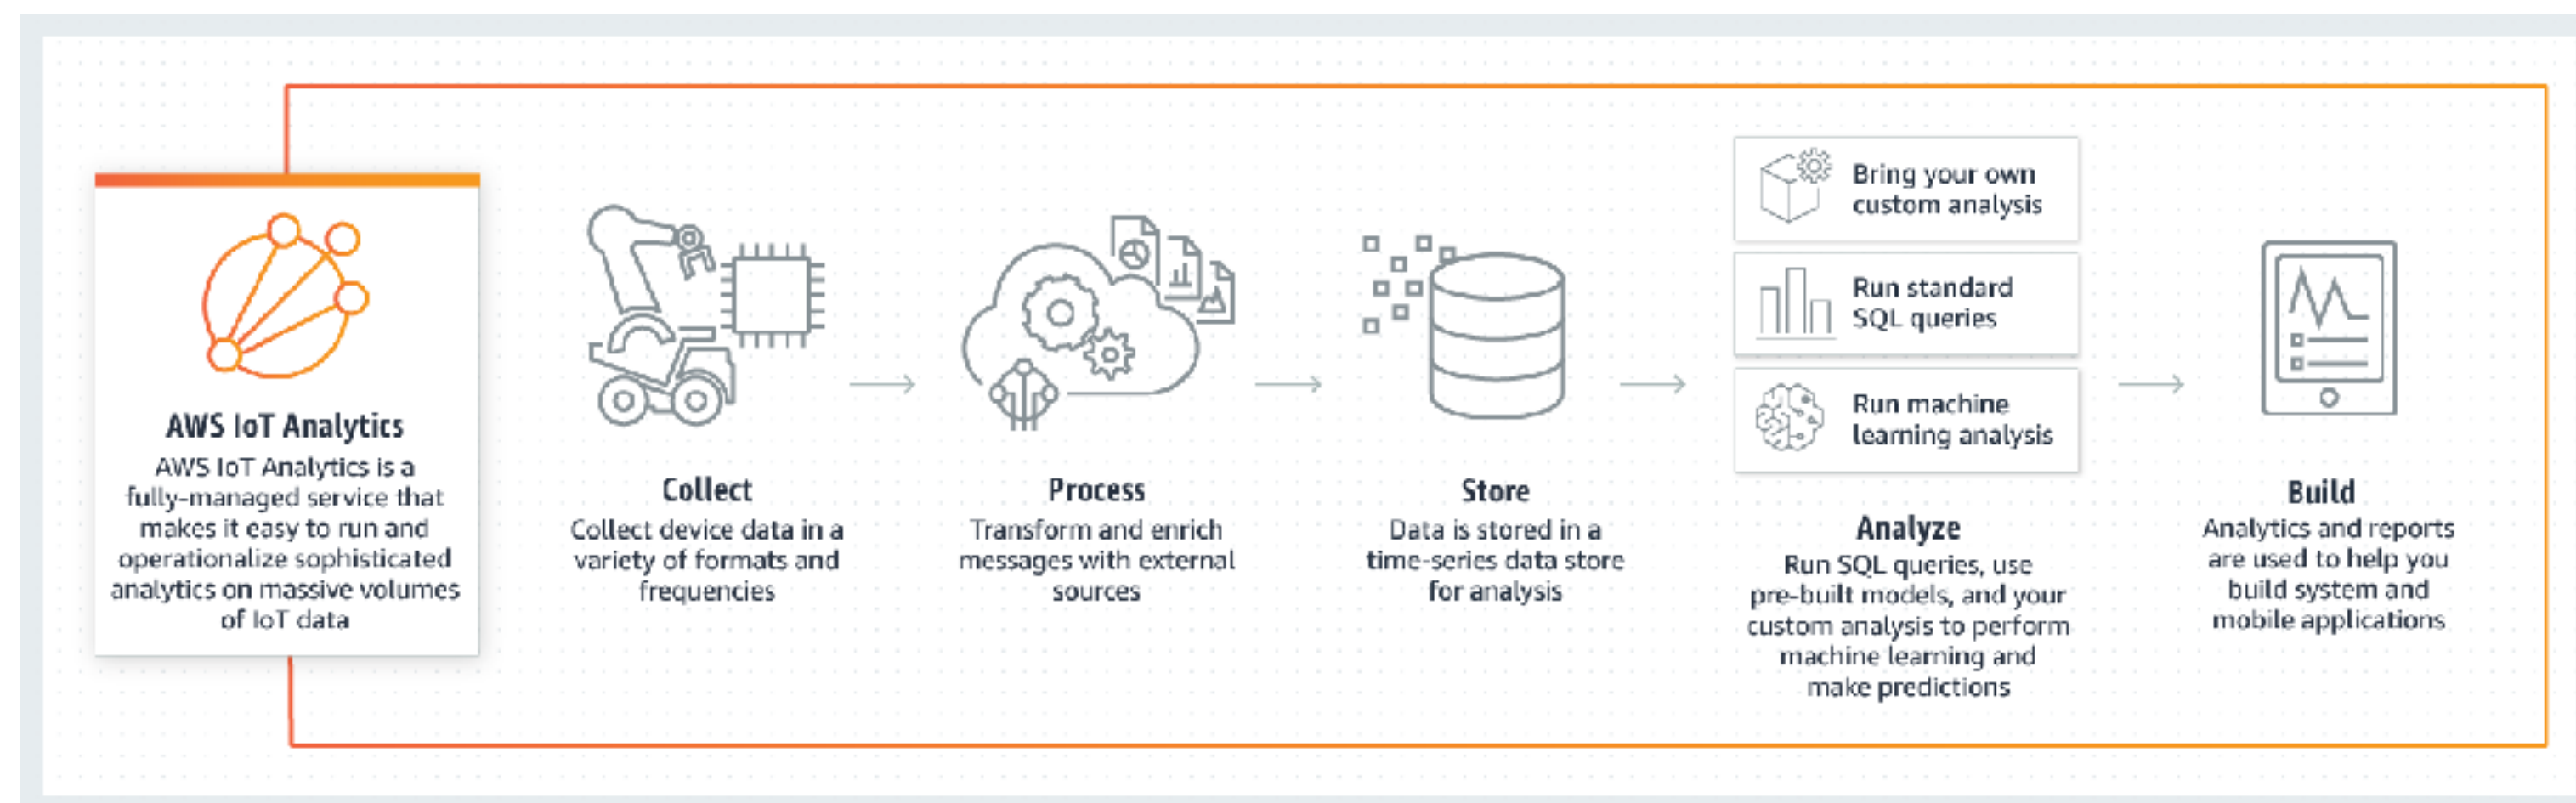 AWS IoT Analytics
AWS IoT Analytics is a
fully-managed service that
makes it easy to run and
operationalize sophisticated
analytics on massive volumes
of IoT data
Collect
Collect device data in a
variety of formats and
frequencies
Process
Transform and enrich
messages with external
sources
Store
Data is stored in a
time-series data store
for analysis
Bring your own
custom analysis
Run standard
SQL queries
Run machine
learning analysis
Analyze
Run SQL queries, use
pre-built models, and your
custom analysis to perform
machine learning and
make predictions
Build
Analytics and reports
are used to help you
build system and
mobile applications